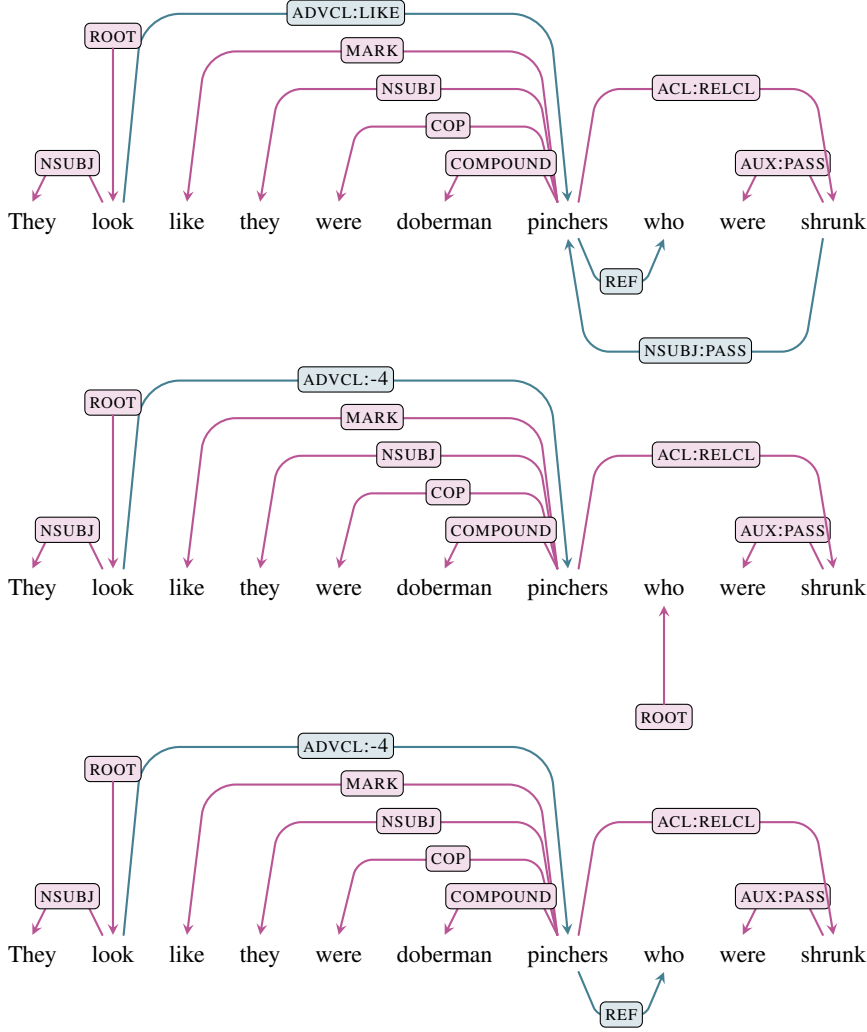 ADVCL:LIKE
ROOT
MARK
NSUBJ
ACL:RELCL
COP
NSUBJ
COMPOUND
AUX:PASS
They look like they were doberman pinchers who were shrunk
REF
NSUBJ:PASS
ADVCL:-4
ROOT
MARK
NSUBJ
ACL:RELCL
COP
NSUBJ
COMPOUND
AUX:PASS
They look like they were doberman pinchers who were shrunk
ROOT
ADVCL:-4
ROOT
MARK
NSUBJ
ACL:RELCL
COP
NSUBJ
COMPOUND
AUX:PASS
They look like they were doberman pinchers who were shrunk
REF